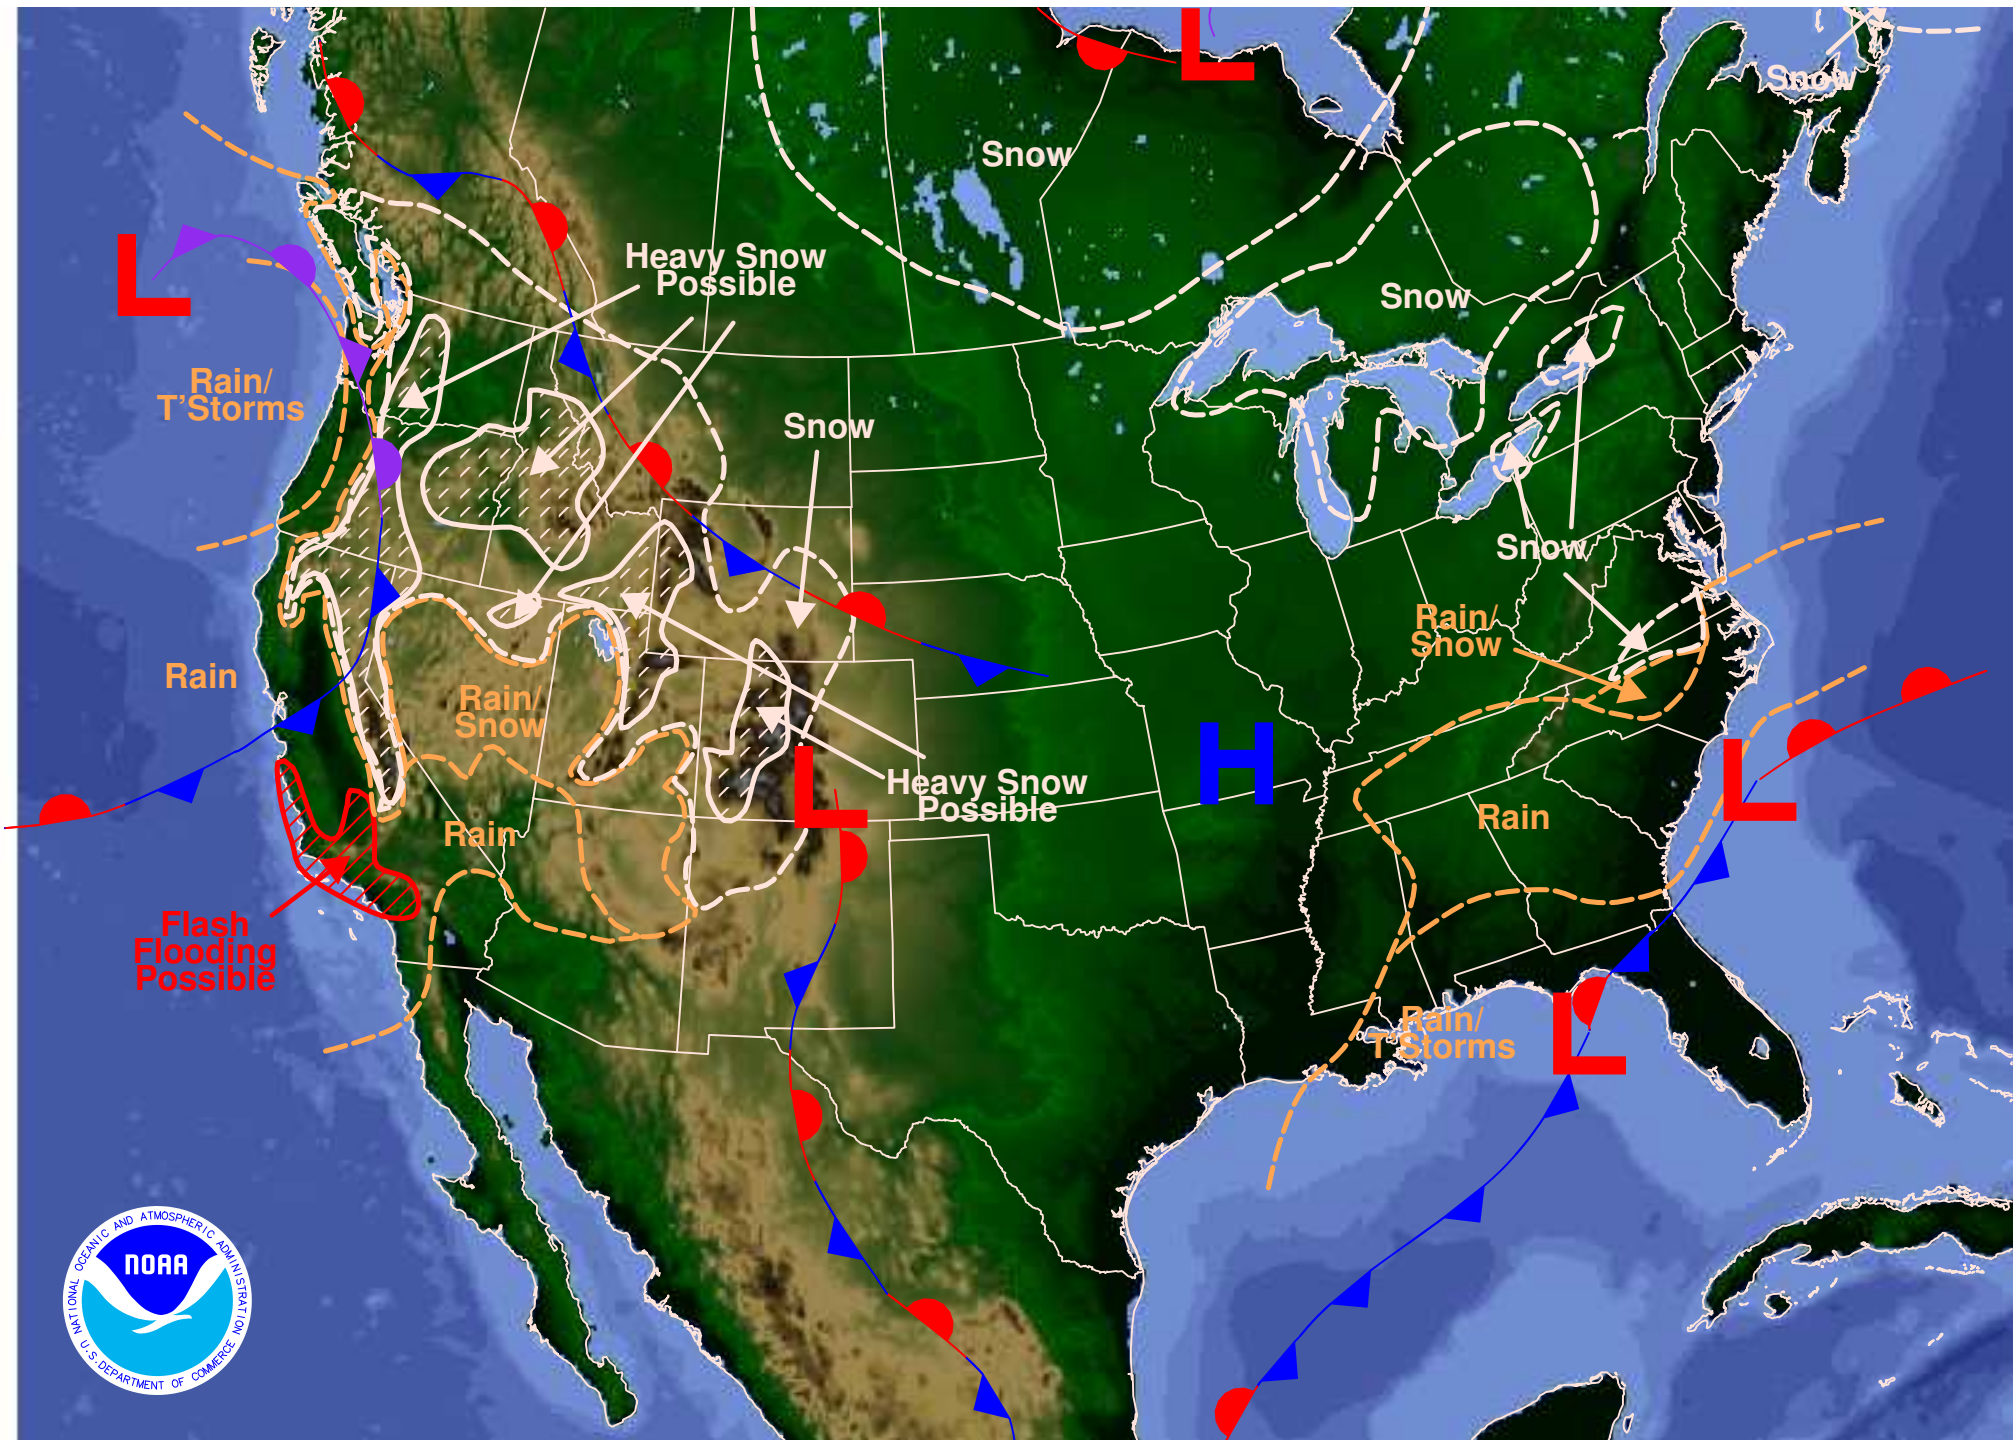 L
Snow
Snow
Heavy Snow
Possible
L
Snow
Rain/
T'Storms
Snow
Snow
Rain/
Snow
Rain
Rain/
Snow
H
L
L
Heavy Snow
Possible
Rain
Rain
Flash
Flooding
Possible
L
Rain/
T'Storms
NATIONAL OCEANIC AND ATMOSPHERIC ADMINISTRATION
NOAA
U.S. DEPARTMENT OF COMMERCE